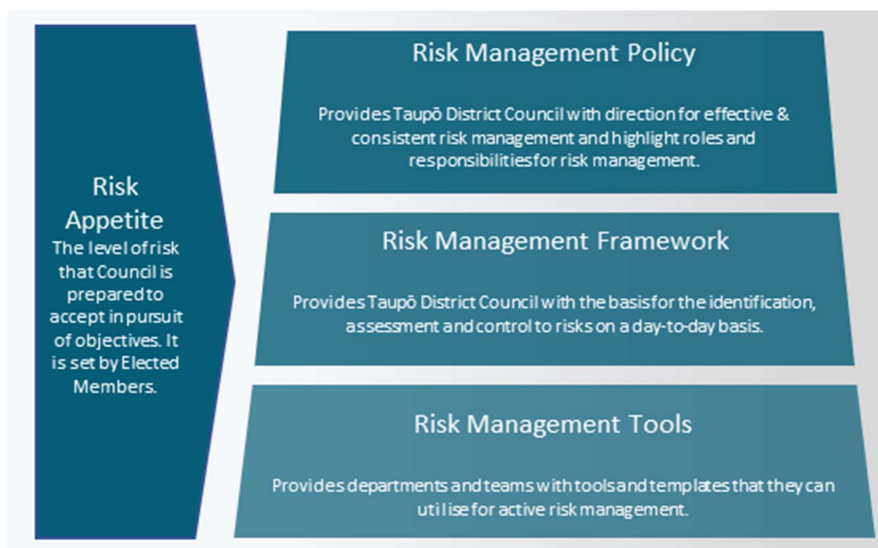 Risk
Appetite
The level of risk
that Council is
prepared to
accept in pursuit
of objectives. It
is set by Elected
Members.
Risk Management Policy
Provides Taupō District Council with direction for effective &
consistent risk management and highlight roles and
responsibilities for risk management.
Risk Management Framework
Provides Taupō District Council with the basis for the identification,
assessment and control to risks on a day-to-day basis.
Risk Management Tools
Provides departments and teams with tools and templates that they can
utilise for active risk management.